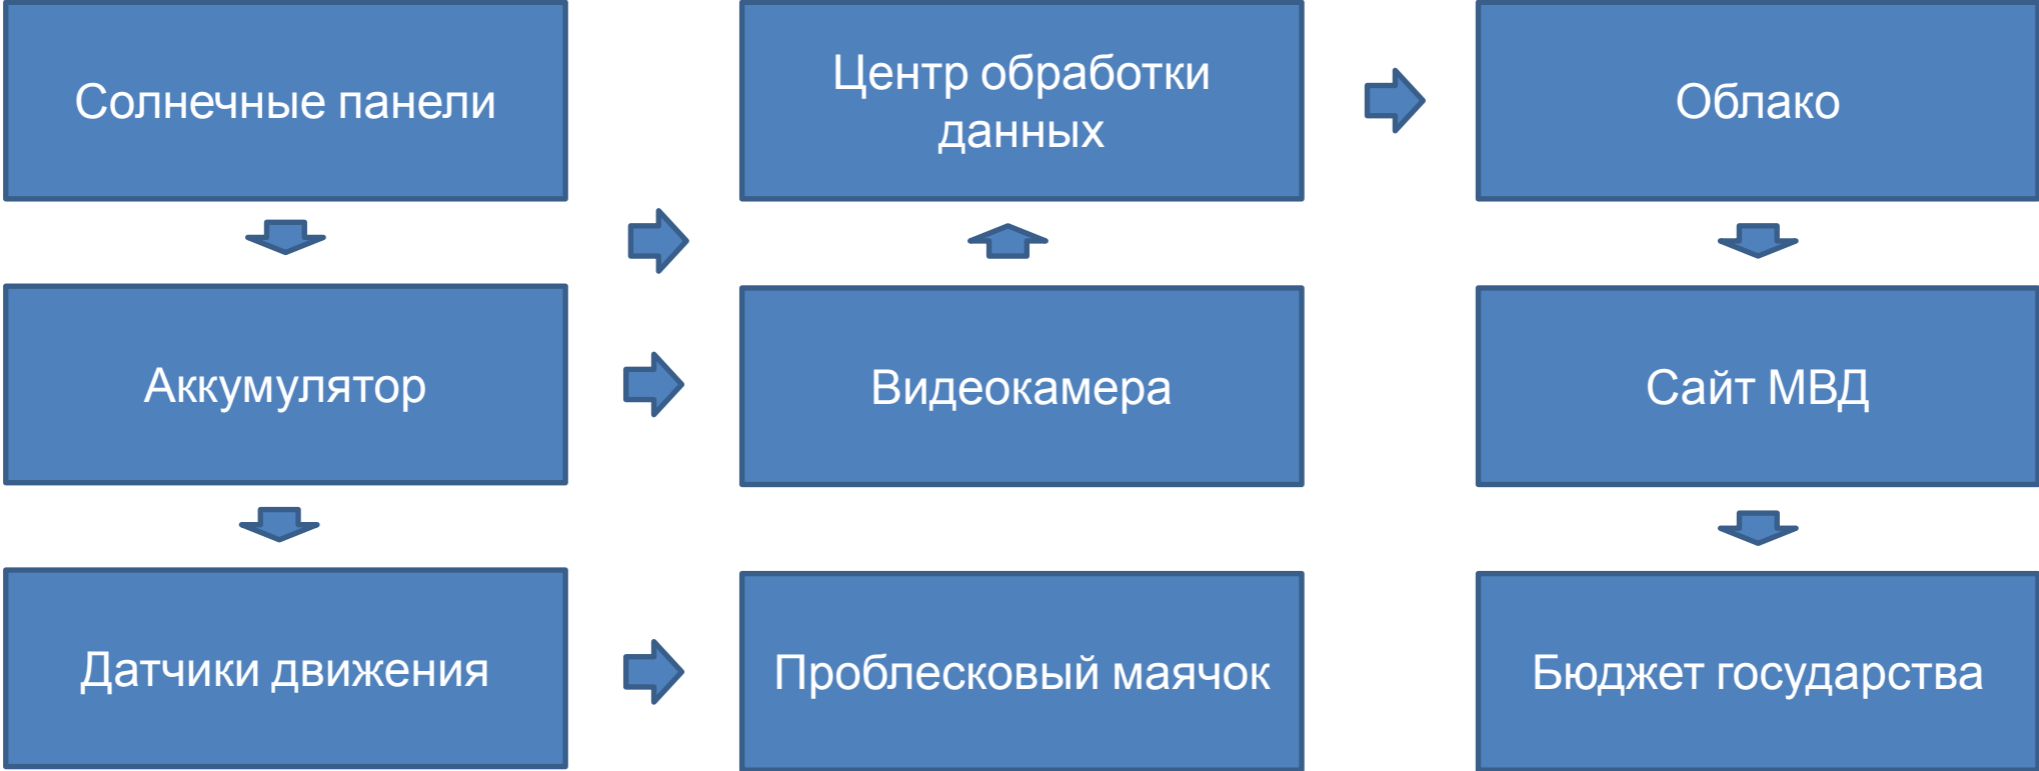 Солнечные панели
Центр обработки
данных
Облако
Аккумулятор
Видеокамера
Сайт МВД
Датчики движения
Проблесковый маячок
Бюджет государства